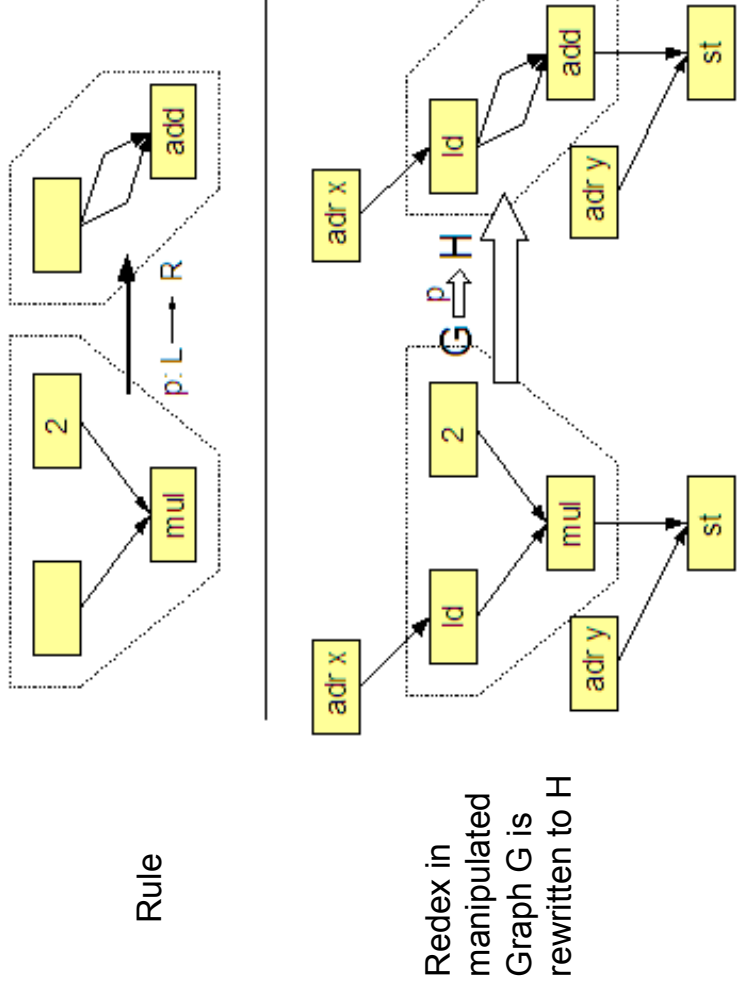 Rule
2
mul
p: L → R
add
Redex in
manipulated
Graph G is
rewritten to H
adr x
ld
2
mul
adr y
st
G ⇒ H
p
adr x
ld
add
adr y
st